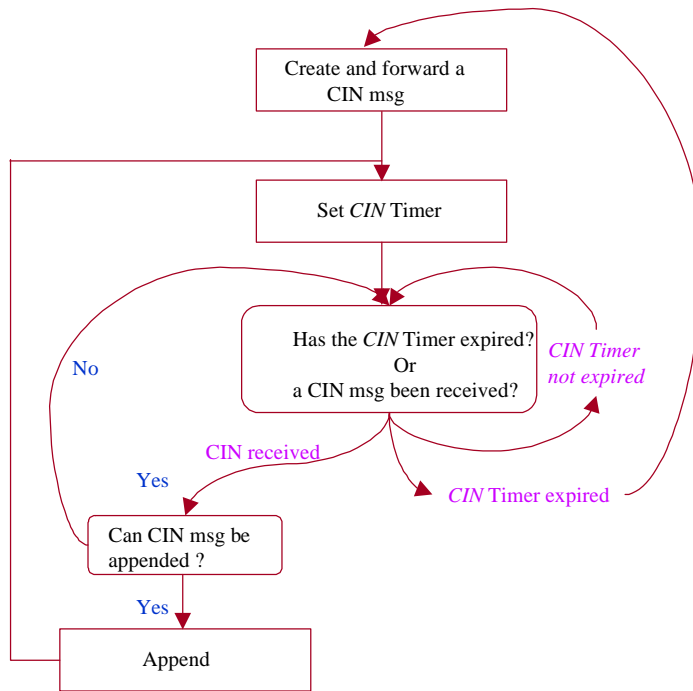 Create and forward a
CIN msg
Set CIN Timer
Has the CIN Timer expired?
Or
a CIN msg been received?
CIN Timer
not expired
No
CIN received
Yes
CIN Timer expired
Can CIN msg be
appended ?
Yes
Append